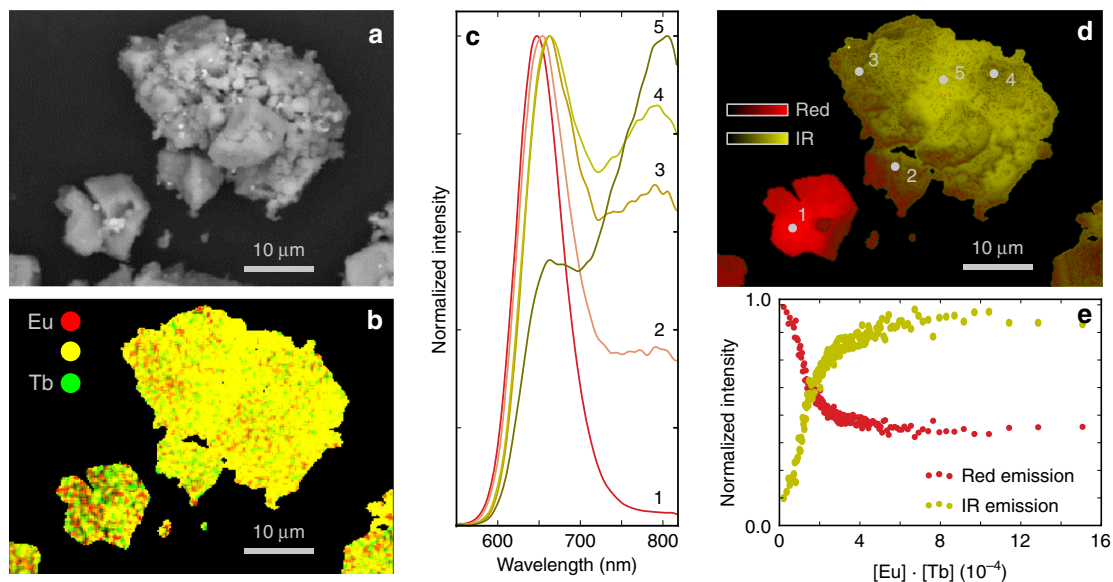 a
10 μm
Eu
Tb
b
10 μm
c
5
4
3
2
1
Normalized intensity
600
700
800
Wavelength (nm)
d
3
5
4
Red
IR
2
1
10 μm
e
1.0
0.0
Normalized intensity
Red emission
IR emission
0
4
8
12
16
[Eu] · [Tb] (10⁻⁴)